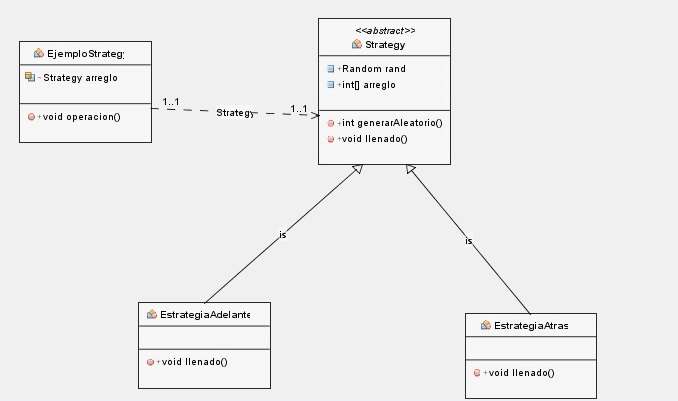 <<abstract>>
Strategy
+Random rand
+int[] arreglo
+int generarAleatorio()
+void llenado()
EjemploStrategy
~Strategy arreglo
+void operacion()
1..1
Strategy
1..1
is
is
EstrategiaAdelante
+void llenado()
EstrategiaAtras
+void llenado()